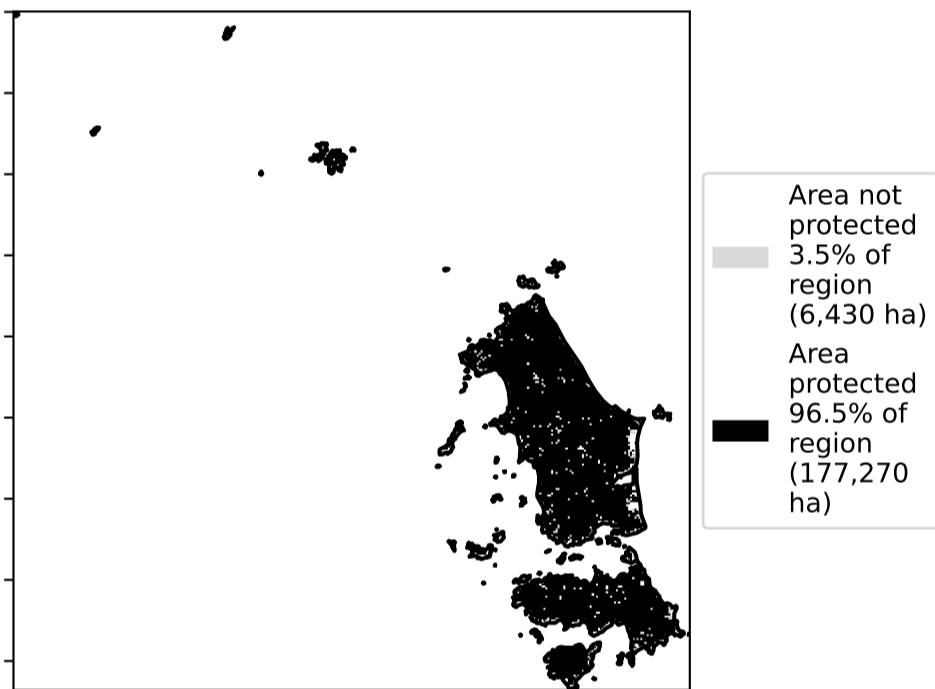 Area not
protected
3.5% of
region
(6,430 ha)
Area
protected
96.5% of
region
(177,270
ha)